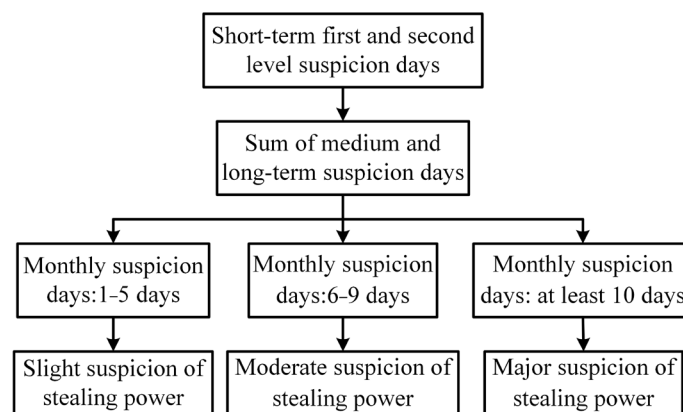 Short-term first and second
level suspicion days
Sum of medium and
long-term suspicion days
Monthly suspicion
days:1-5 days
Monthly suspicion
days:6-9 days
Monthly suspicion
days: at least 10 days
Slight suspicion of
stealing power
Moderate suspicion of
stealing power
Major suspicion of
stealing power